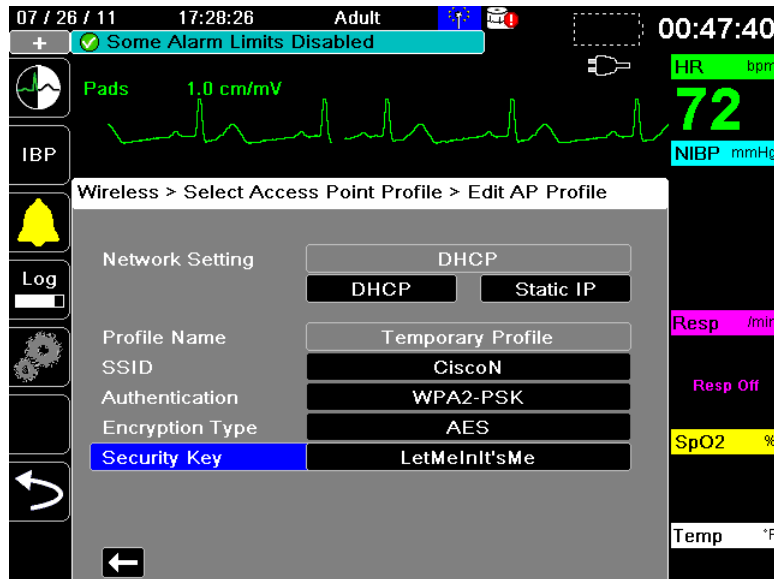 07 / 26 / 11 17:28:26 Adult
00:47:40
+ Some Alarm Limits Disabled
HR bpm
Pads 1.0 cm/mV
72
IBP
NIBP mmHg
Wireless > Select Access Point Profile > Edit AP Profile
Network Setting DHCP
Log
DHCP Static IP
Resp /min
Profile Name Temporary Profile
SSID CiscoN
Resp Off
Authentication WPA2-PSK
Encryption Type AES
SpO2 %
Security Key LetMeInIt'sMe
Temp °F